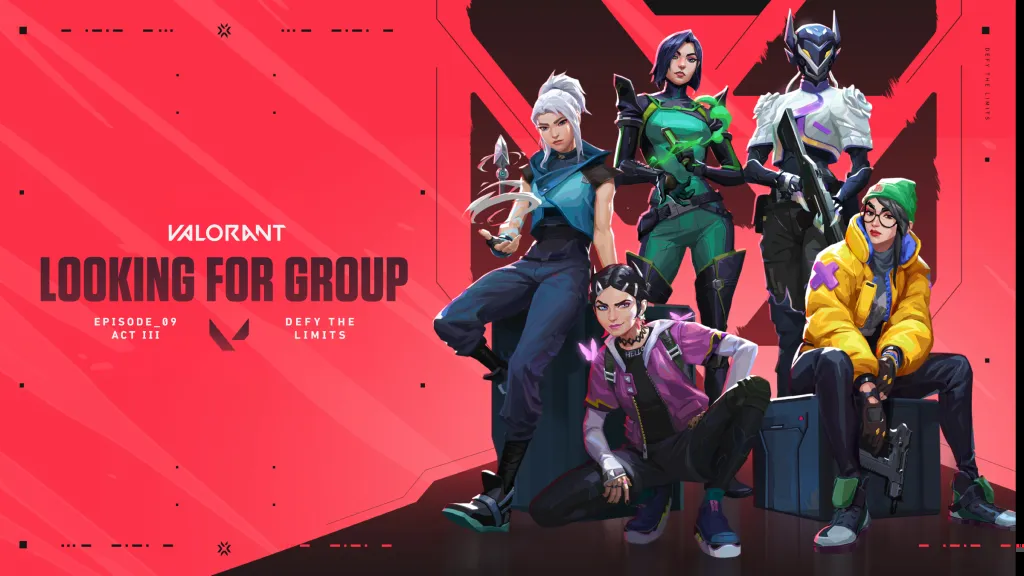 VALORANT
LOOKING FOR GROUP
EPISODE_09
ACT III
DEFY THE
LIMITS
DEFY THE LIMITS